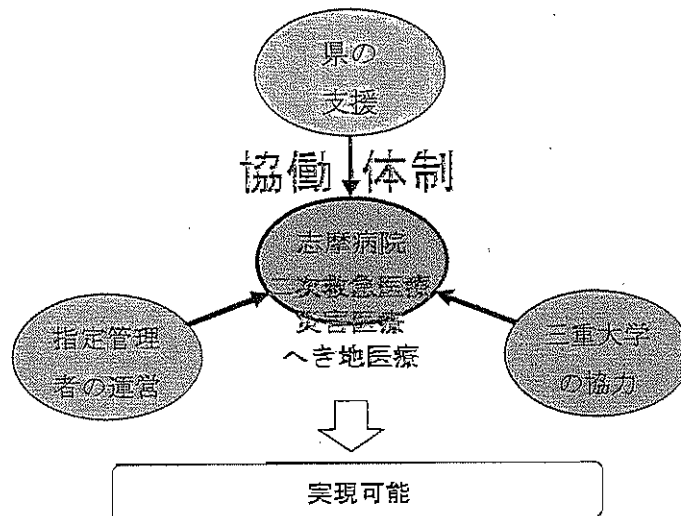 県の
支援
協働体制
志摩病院
二次救急医療
災害医療
へき地医療
指定管理
者の運営
三重大学
の協力
実現可能